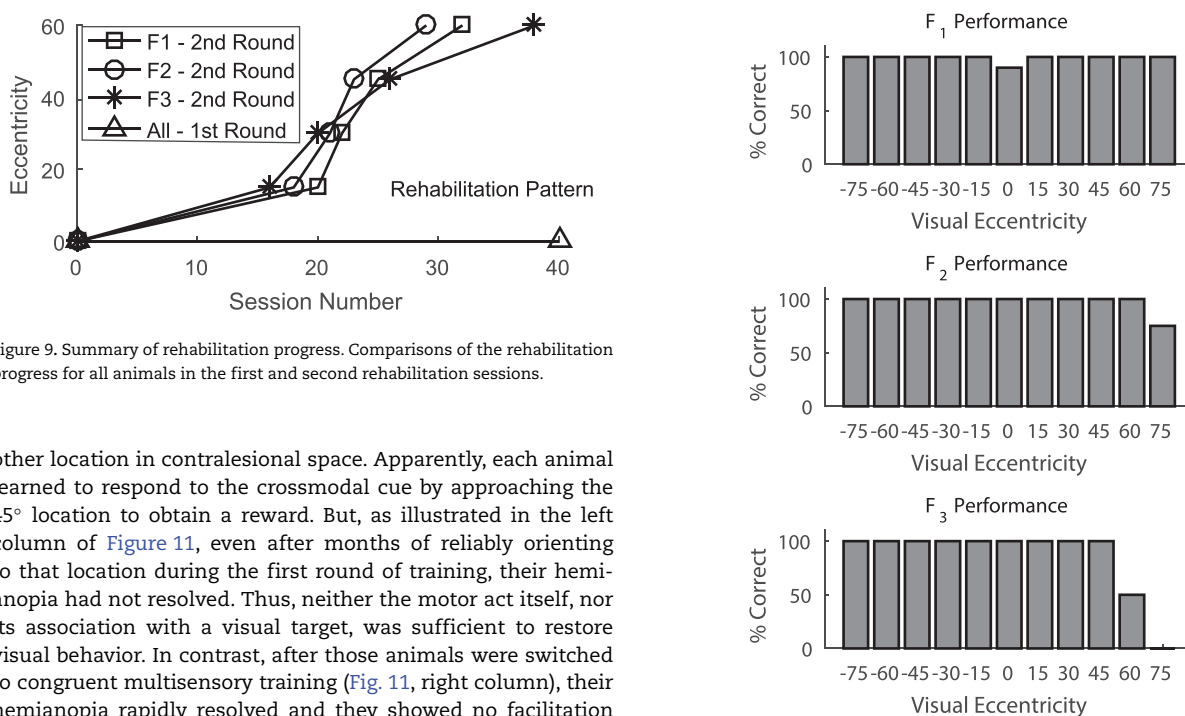 60
40
20
0
Eccentricity
F1 - 2nd Round
F2 - 2nd Round
F3 - 2nd Round
All - 1st Round
Rehabilitation Pattern
0 10 20 30 40
Session Number
igure 9. Summary of rehabilitation progress. Comparisons of the rehabilitation
rogress for all animals in the first and second rehabilitation sessions.
other location in contralesional space. Apparently, each animal
earned to respond to the crossmodal cue by approaching the
45° location to obtain a reward. But, as illustrated in the left
column of Figure 11, even after months of reliably orienting
o that location during the first round of training, their hemi-
anopia had not resolved. Thus, neither the motor act itself, nor
ts association with a visual target, was sufficient to restore
visual behavior. In contrast, after those animals were switched
o congruent multisensory training (Fig. 11, right column), their
hemianopia rapidly resolved and they showed no facilitation
F1 Performance
100
50
0
% Correct
-75 -60 -45 -30 -15 0 15 30 45 60 75
Visual Eccentricity
F2 Performance
100
50
0
% Correct
-75 -60 -45 -30 -15 0 15 30 45 60 75
Visual Eccentricity
F3 Performance
100
50
0
% Correct
-75 -60 -45 -30 -15 0 15 30 45 60 75
Visual Eccentricity